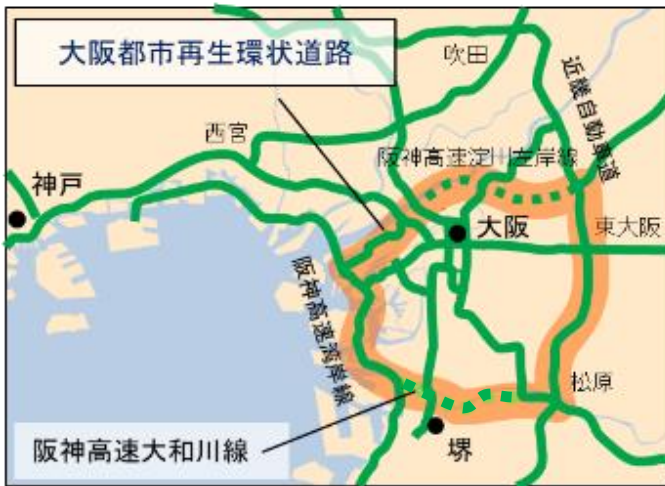 大阪都市再生環状道路
吹田
近畿自動車道
西宮
阪神高速淀川左岸線
神戸
大阪
東大阪
阪神高速湾岸線
松原
阪神高速大和川線
堺